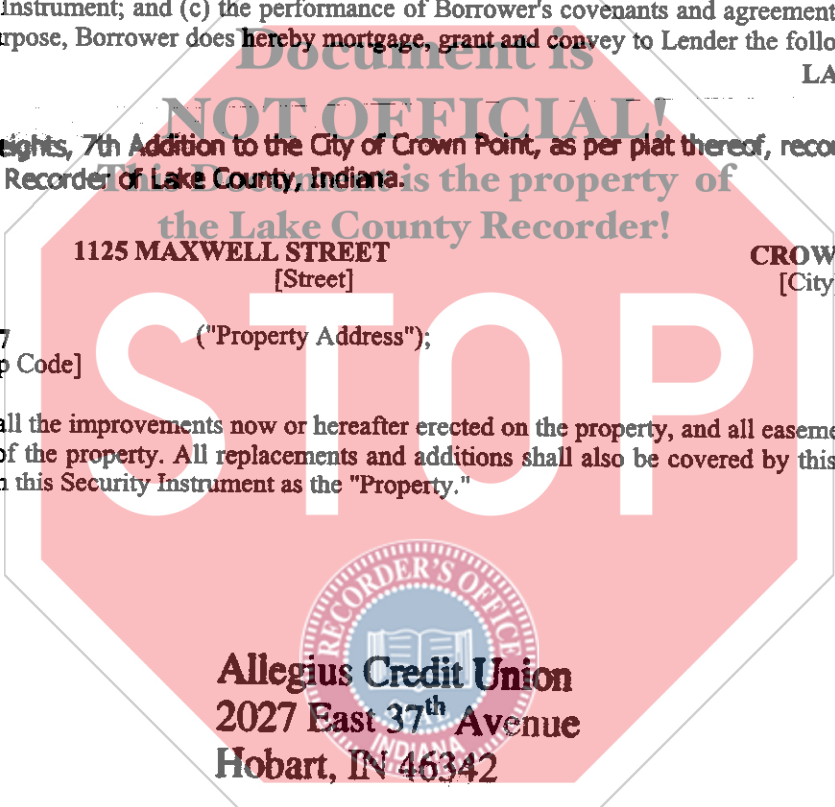 Instrument; and (c) the performance of Borrower's covenants and agreement
rpose, Borrower does hereby mortgage, grant and convey to Lender the follo
Document is
LA
NOT OFFICIAL!
ights, 7th Addition to the City of Crown Point, as per plat thereof, recor
This Document is the property of
Recorder of Lake County, Indiana.
the Lake County Recorder!
1125 MAXWELL STREET CROW
[Street] [City
7 ("Property Address");
p Code]
STOP
all the improvements now or hereafter erected on the property, and all easeme
of the property. All replacements and additions shall also be covered by this
n this Security Instrument as the "Property."
RECORDER'S OFFICE
SEAL
INDIANA
Allegius Credit Union
2027 East 37th Avenue
Hobart, IN 46342